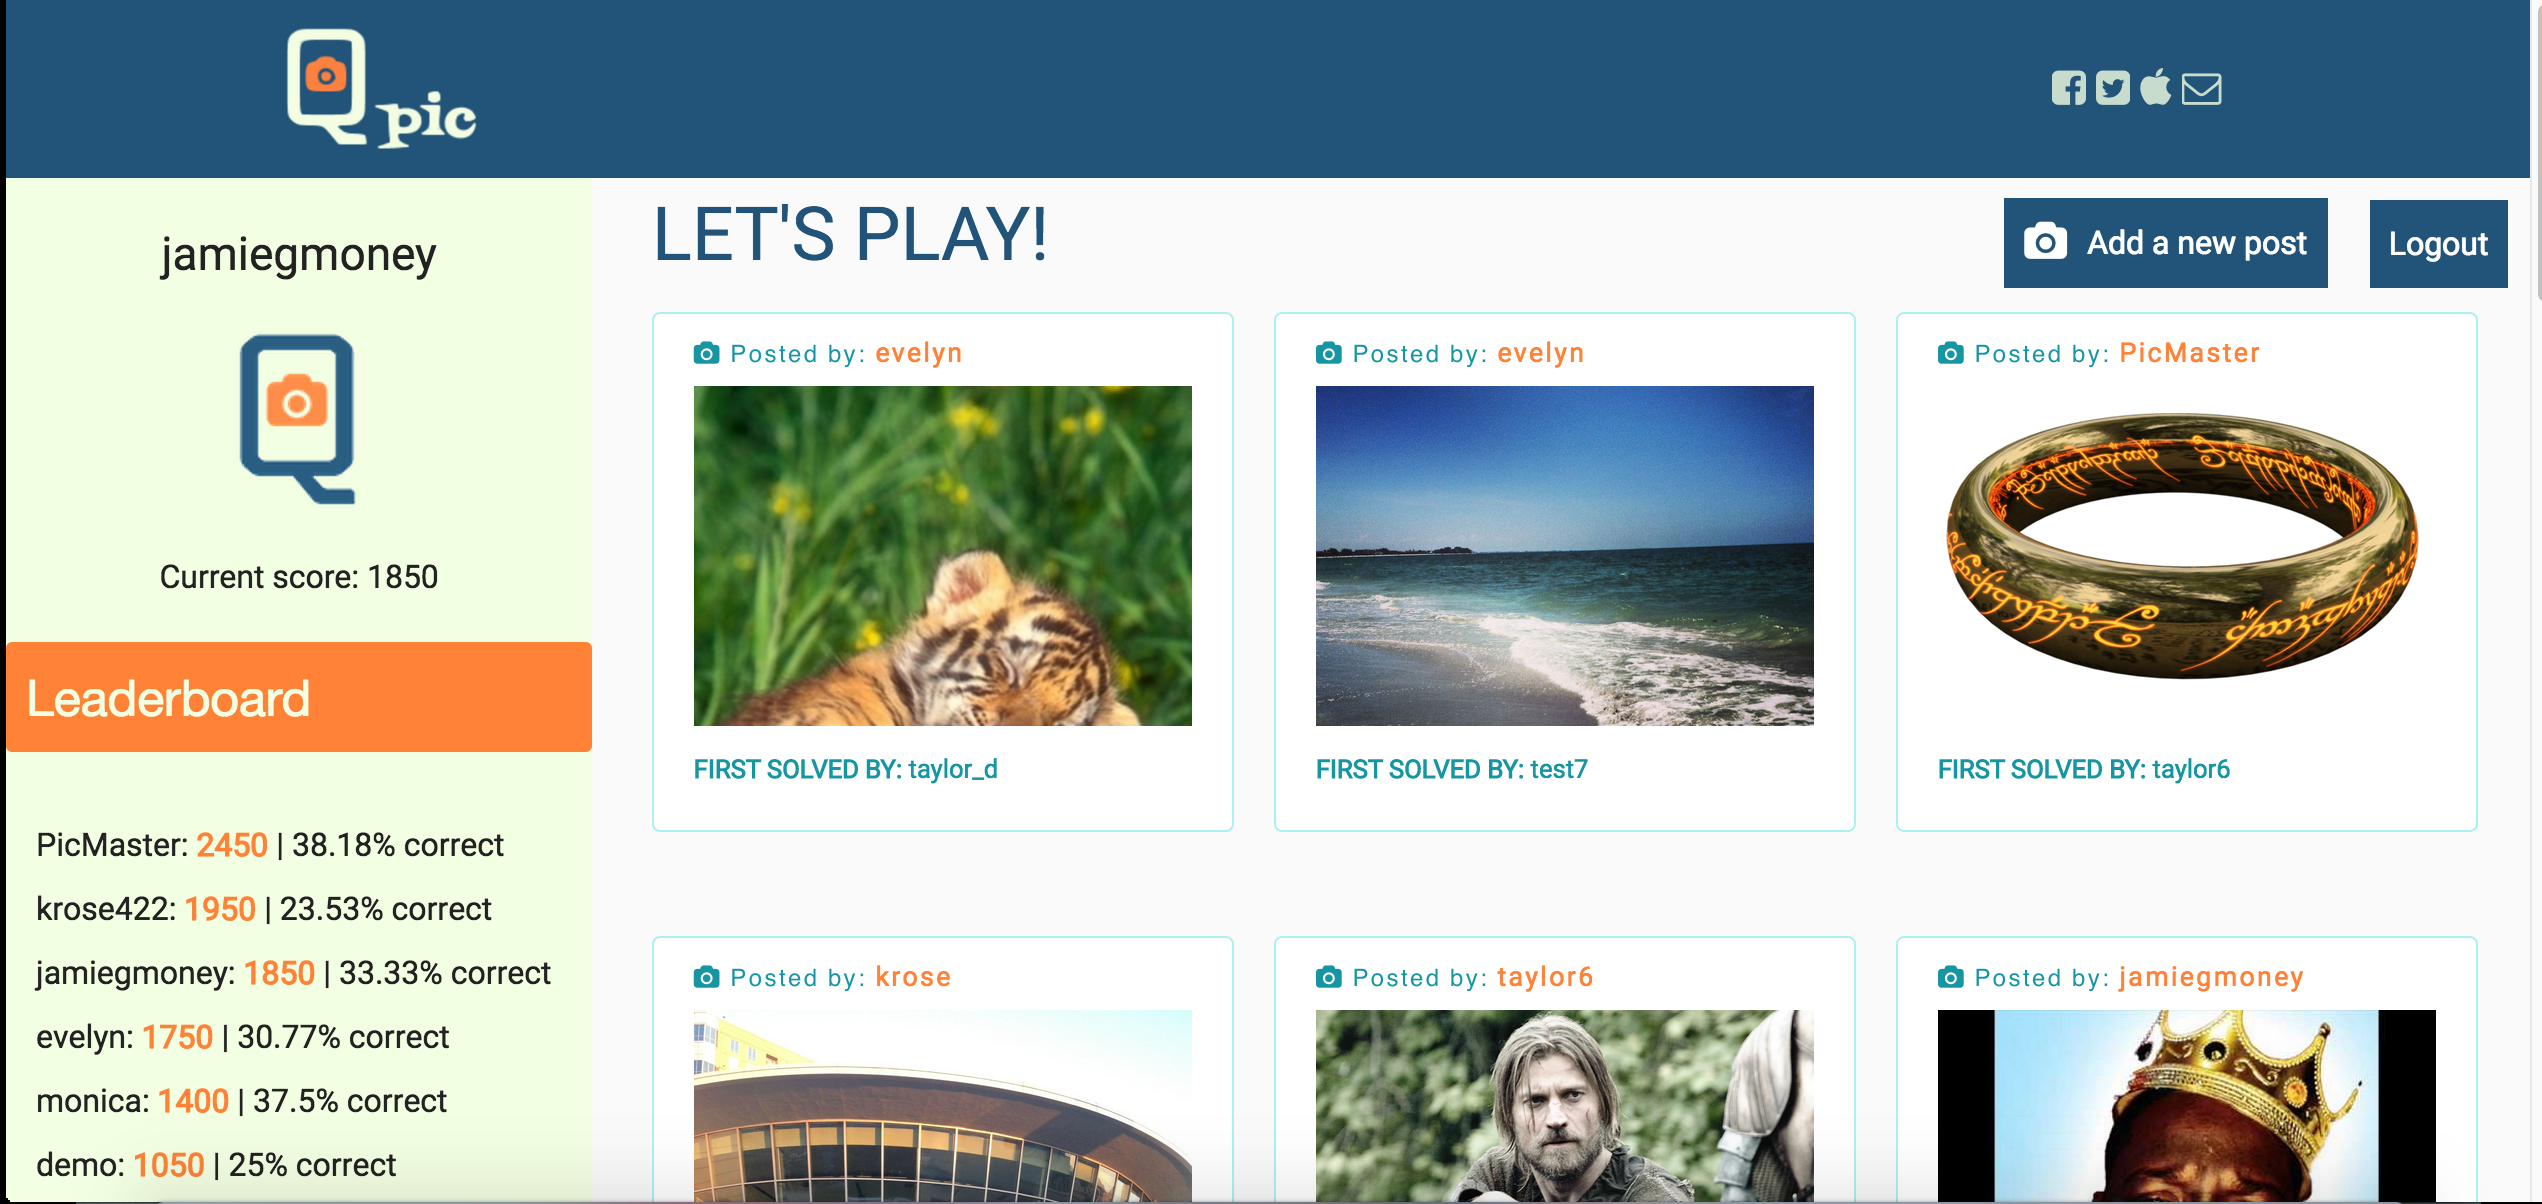 Q pic
LET'S PLAY!
Add a new post
Logout
jamiegmoney
Q
Current score: 1850
Leaderboard
PicMaster: 2450 | 38.18% correct
krose422: 1950 | 23.53% correct
jamiegmoney: 1850 | 33.33% correct
evelyn: 1750 | 30.77% correct
monica: 1400 | 37.5% correct
demo: 1050 | 25% correct
Posted by: evelyn
FIRST SOLVED BY: taylor_d
Posted by: evelyn
FIRST SOLVED BY: test7
Posted by: PicMaster
FIRST SOLVED BY: taylor6
Posted by: krose
Posted by: taylor6
Posted by: jamiegmoney